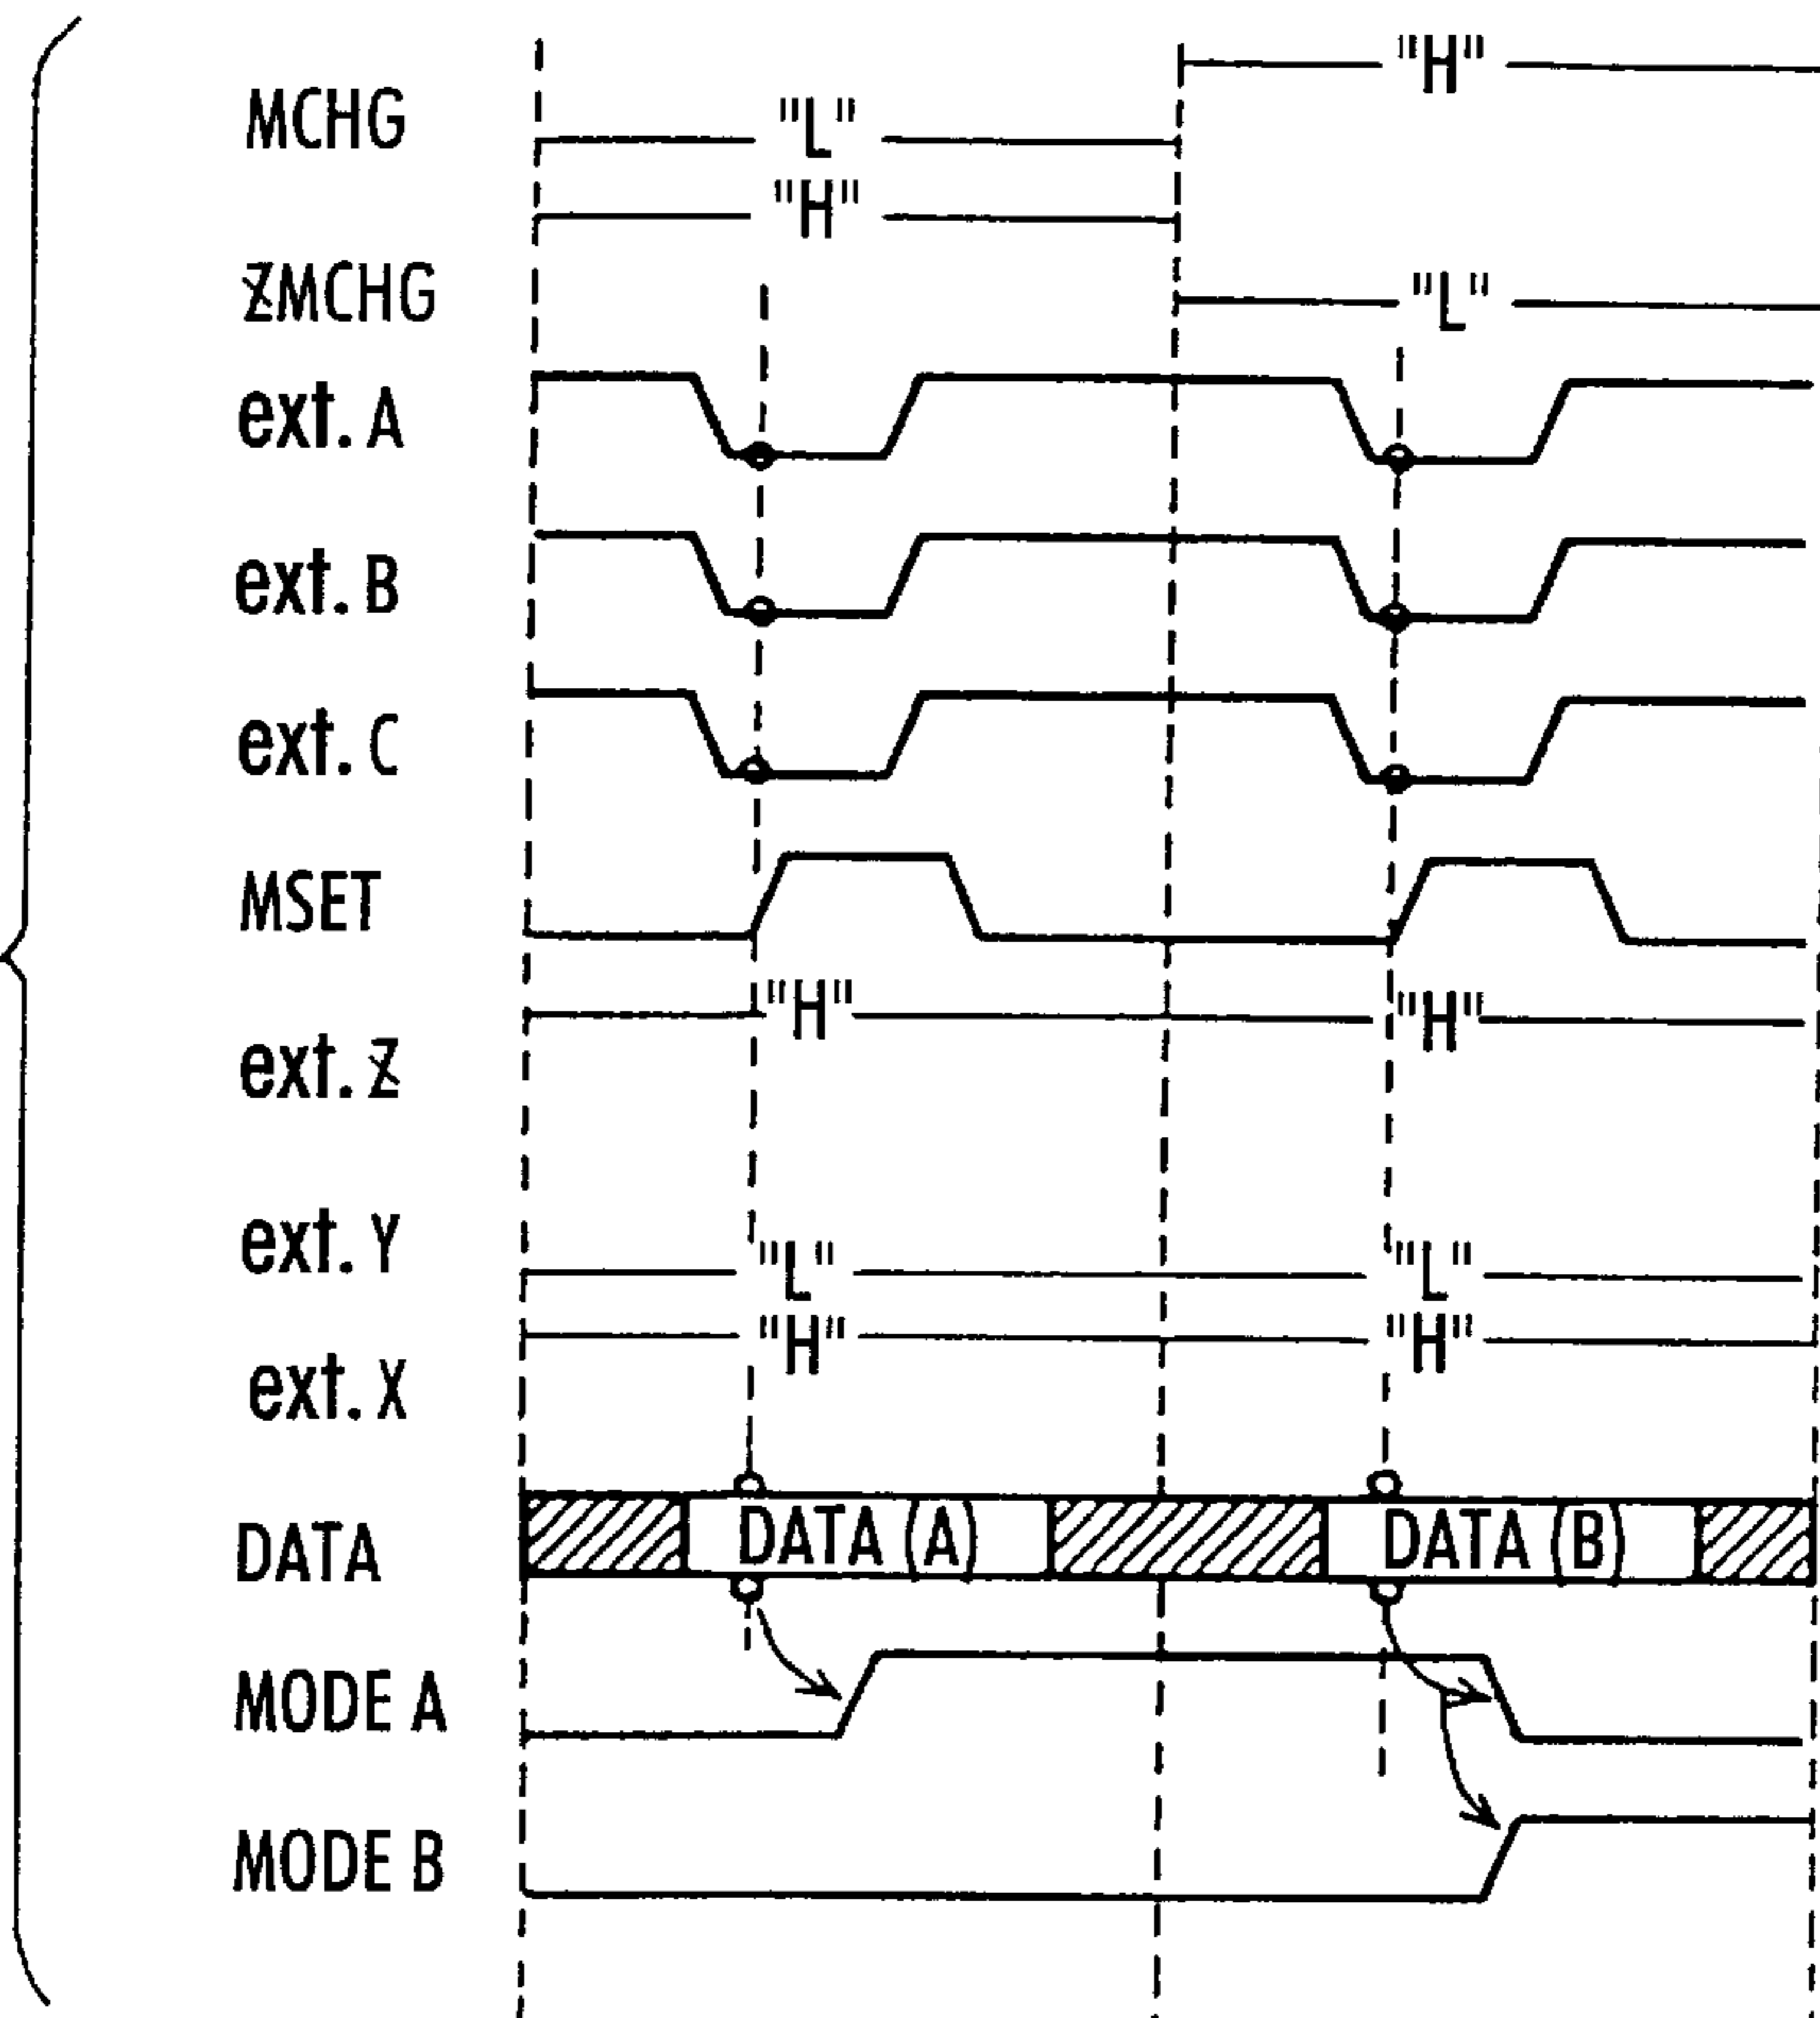 "H"
MCHG "L"
"H"
ZMCHG "L"
ext. A
ext. B
ext. C
MSET
"H" "H"
ext. Z
ext. Y "L" "L"
"H" "H"
ext. X
DATA DATA (A) DATA (B)
MODE A
MODE B